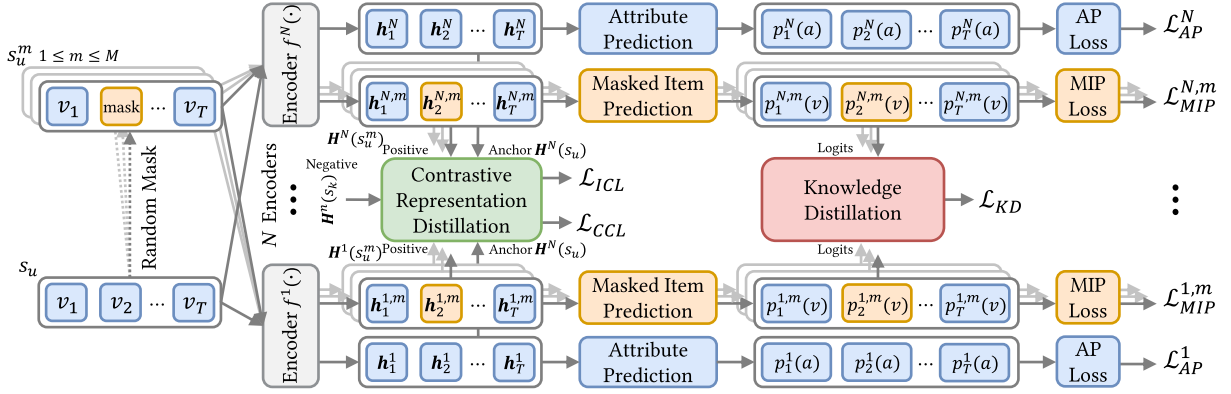 s_u^m 1 ≤ m ≤ M
v_1 mask ... v_T
Random Mask
s_u
v_1 v_2 ... v_T
Encoder f^N(·)
N Encoders
...
Encoder f^1(·)
h_1^N h_2^N ... h_T^N
Attribute Prediction
p_1^N(a) p_2^N(a) ... p_T^N(a)
AP Loss
ℒ_AP^N
h_1^{N,m} h_2^{N,m} ... h_T^{N,m}
Masked Item Prediction
p_1^{N,m}(v) p_2^{N,m}(v) ... p_T^{N,m}(v)
MIP Loss
ℒ_MIP^{N,m}
H^N(s_u^m) Positive
Anchor H^N(s_u)
Negative
H^n(s_k)
Contrastive
Representation
Distillation
ℒ_ICL
ℒ_CCL
Logits
Knowledge
Distillation
ℒ_KD
...
H^1(s_u^m) Positive
Anchor H^N(s_u)
Logits
h_1^{1,m} h_2^{1,m} ... h_T^{1,m}
Masked Item Prediction
p_1^{1,m}(v) p_2^{1,m}(v) ... p_T^{1,m}(v)
MIP Loss
ℒ_MIP^{1,m}
h_1^1 h_2^1 ... h_T^1
Attribute Prediction
p_1^1(a) p_2^1(a) ... p_T^1(a)
AP Loss
ℒ_AP^1